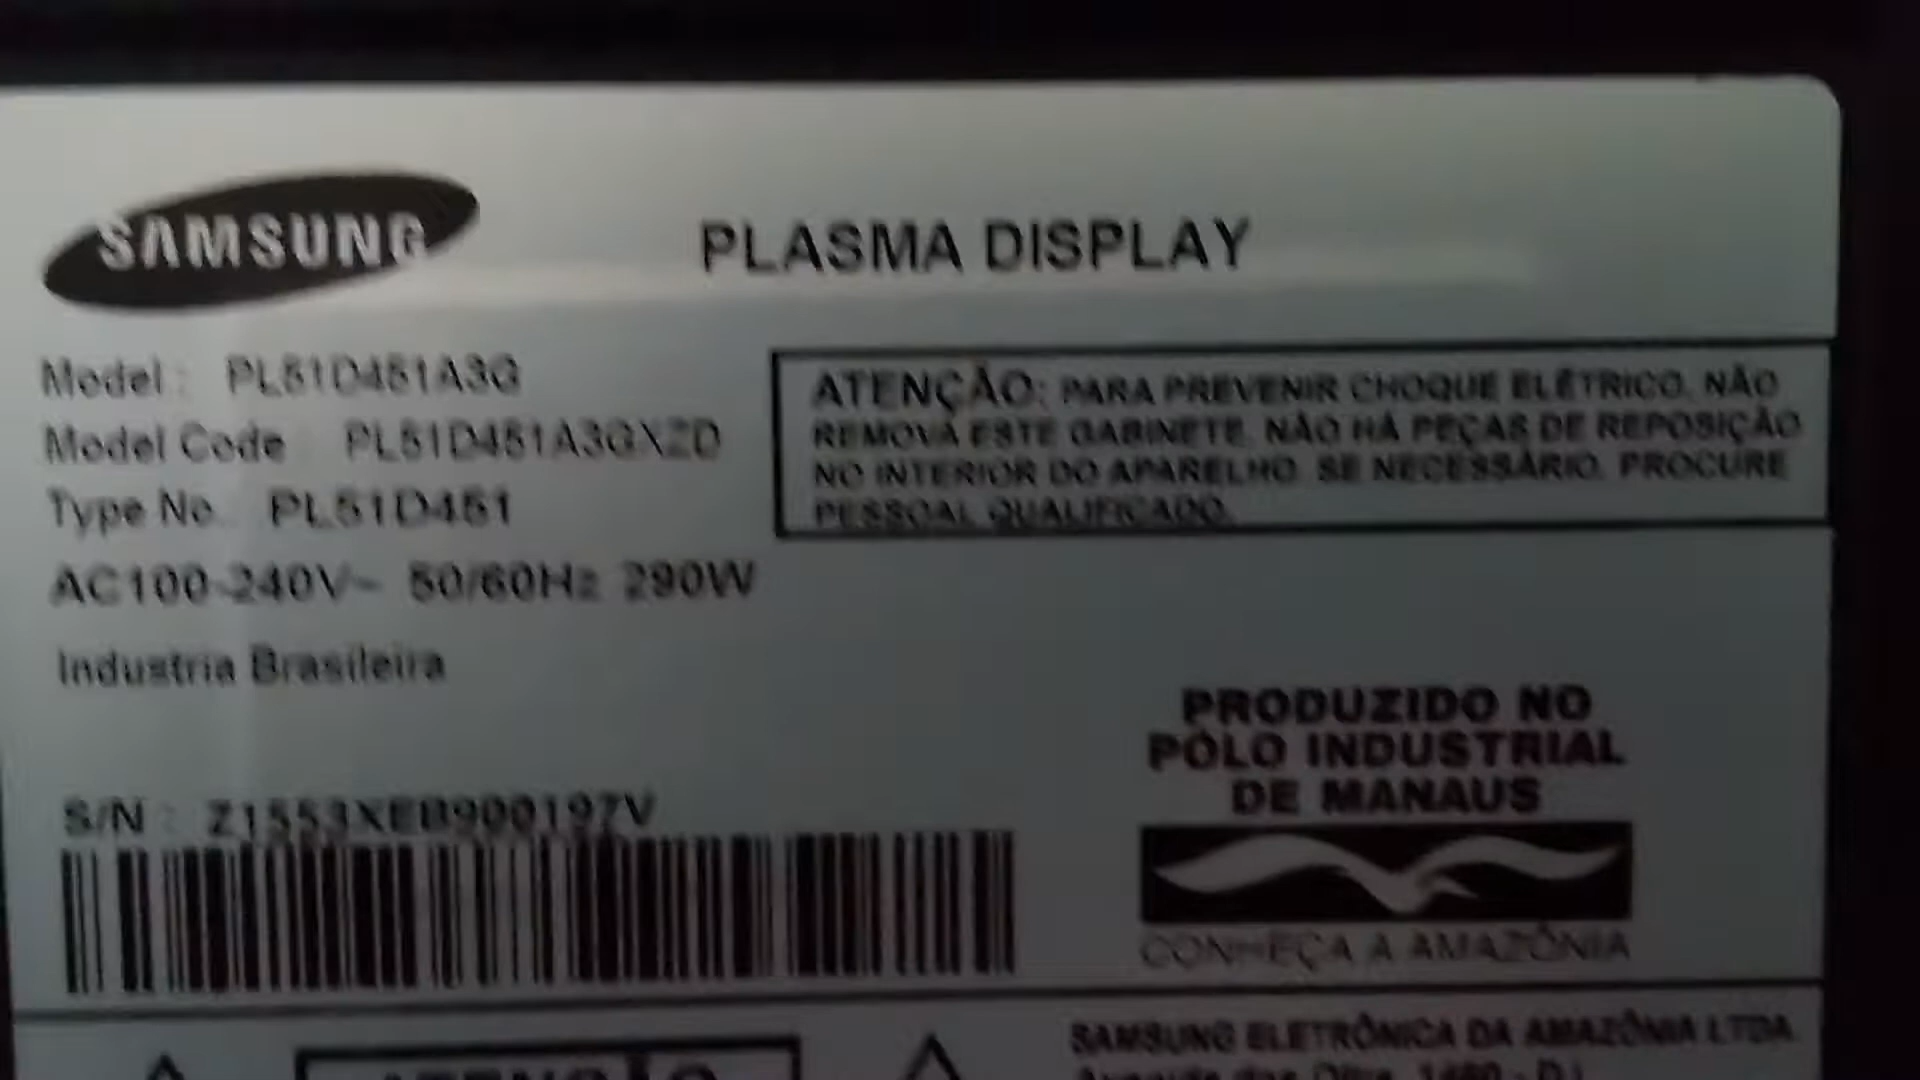 SAMSUNG
PLASMA DISPLAY
Model : PL51D451A3G
Model Code PL51D451A3GXZD
Type No. PL51D451
AC100-240V~ 50/60Hz 290W
Industria Brasileira
ATENÇÃO: PARA PREVENIR CHOQUE ELÉTRICO, NÃO
REMOVA ESTE GABINETE. NÃO HÁ PEÇAS DE REPOSIÇÃO
NO INTERIOR DO APARELHO. SE NECESSÁRIO, PROCURE
PESSOAL QUALIFICADO.
S/N : Z1553XEB900197V
PRODUZIDO NO
PÓLO INDUSTRIAL
DE MANAUS
CONHEÇA A AMAZÔNIA
ATENÇÃO
SAMSUNG ELETRÔNICA DA AMAZÔNIA LTDA